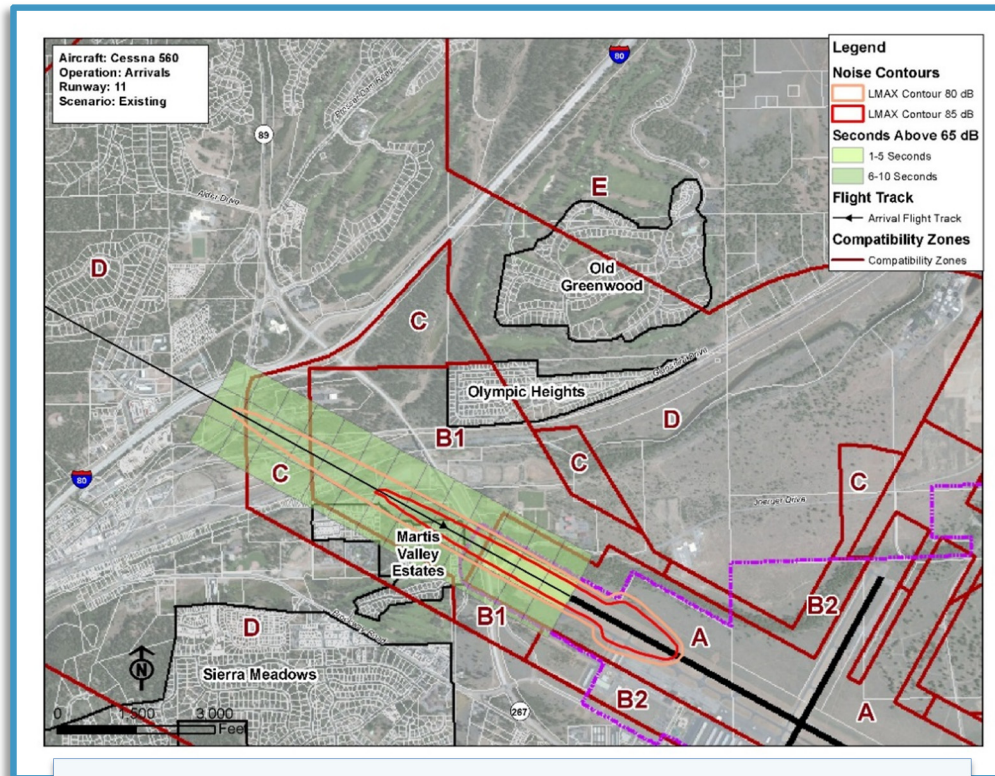 Aircraft: Cessna 560
Operation: Arrivals
Runway: 11
Scenario: Existing
80
Legend
Noise Contours
LMAX Contour 80 dB
LMAX Contour 85 dB
Seconds Above 65 dB
1-5 Seconds
6-10 Seconds
Flight Track
Arrival Flight Track
Compatibility Zones
Compatibility Zones
89
Alder Drive
E
D
Old
Greenwood
C
Olympic Heights
D
B1
C
C
C
80
Martis
Valley
Estates
B1
B2
A
D
Sierra Meadows
N
B2
A
267
0 1,500 3,000
Feet